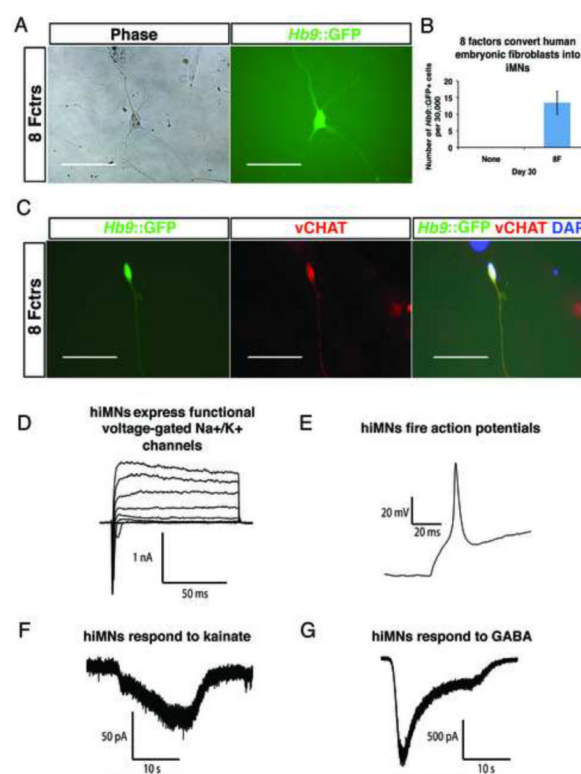 A
Phase
Hb9::GFP
8 Fctrs
B
8 factors convert human
embryonic fibroblasts into
iMNs
Number of Hb9::GFP+ cells
per 30,000
20
15
10
5
0
None
8F
Day 30
C
Hb9::GFP
vCHAT
Hb9::GFP vCHAT DAP
8 Fctrs
D
hiMNs express functional
voltage-gated Na+/K+
channels
1 nA
50 ms
E
hiMNs fire action potentials
20 mV
20 ms
F
hiMNs respond to kainate
50 pA
10 s
G
hiMNs respond to GABA
500 pA
10 s